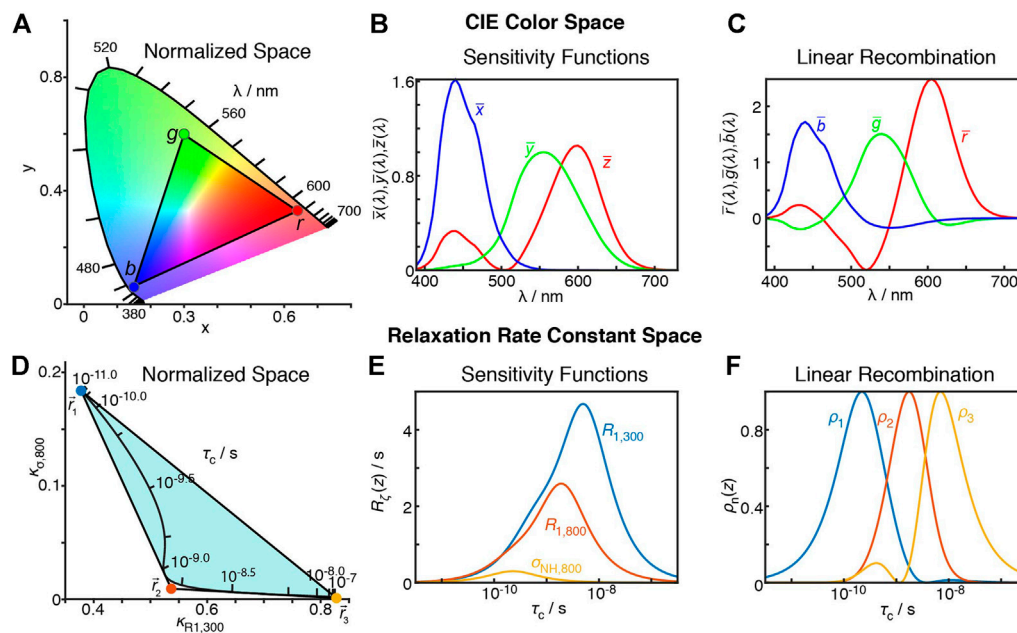 CIE Color Space
A
Normalized Space
y
0.8
0.4
0
520
λ / nm
560
600
700
480
380
g
r
b
0
0.3
0.6
x
B
Sensitivity Functions
x̅(λ),y̅(λ),z̅(λ)
1.6
0.8
0
x̅
y̅
z̅
400
500
600
700
λ / nm
C
Linear Recombination
r̅(λ),g̅(λ),b̅(λ)
2
1
0
b̅
g̅
r̅
400
500
600
700
λ / nm
Relaxation Rate Constant Space
D
Normalized Space
κσ,800
0.2
0.1
0
10-11.0
10-10.0
τc / s
10-9.5
10-9.0
10-8.5
10-8.0
10-7
r⃗1
r⃗2
r⃗3
0.4
0.6
0.8
κR1,300
E
Sensitivity Functions
Rζ(z) / s
4
2
0
R1,300
R1,800
σNH,800
10-10
10-8
τc / s
F
Linear Recombination
ρn(z)
0.8
0.4
0
ρ1
ρ2
ρ3
10-10
10-8
τc / s